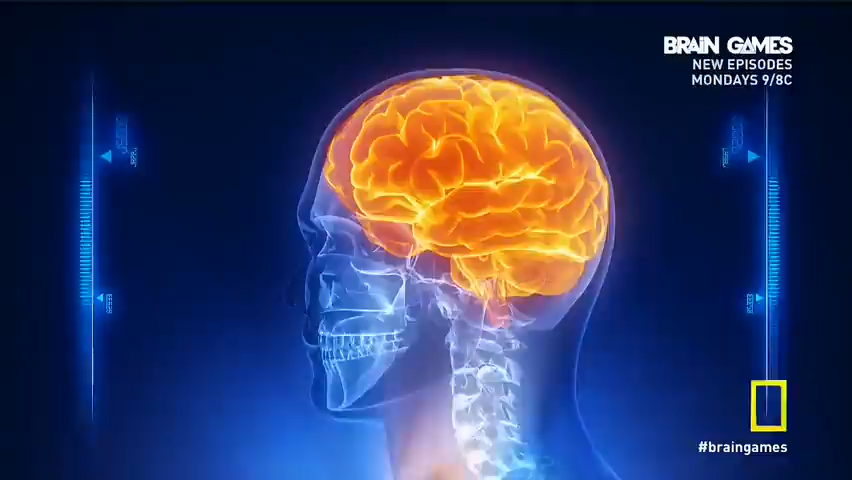 BRAIN GAMES
NEW EPISODES
MONDAYS 9/8C
#braingames